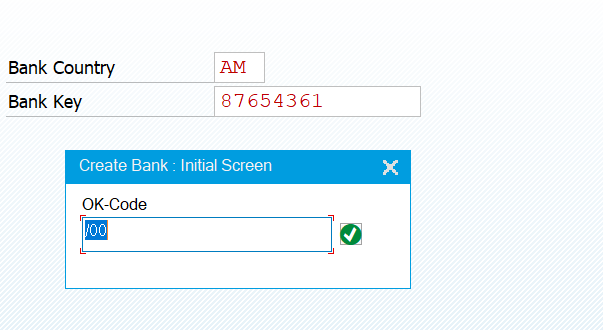 Bank Country AM
Bank Key 87654361
Create Bank : Initial Screen
OK-Code
/00